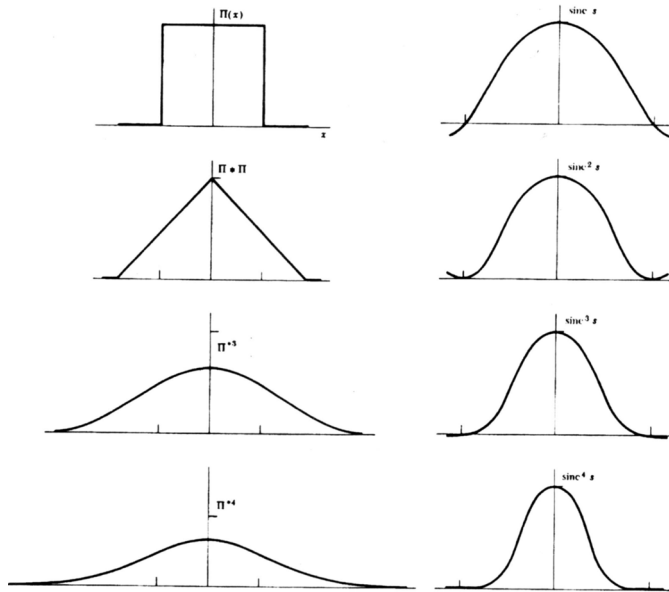 Π(x)
x
sinc s
Π * Π
sinc² s
Π*³
sinc³ s
Π*⁴
sinc⁴ s